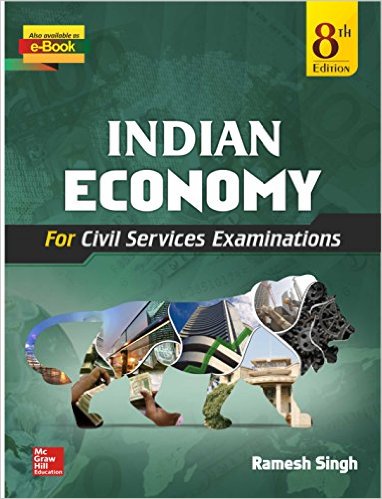 Also available as
e-Book
8TH
Edition
INDIAN
ECONOMY
For Civil Services Examinations
Mc
Graw
Hill
Education
Ramesh Singh